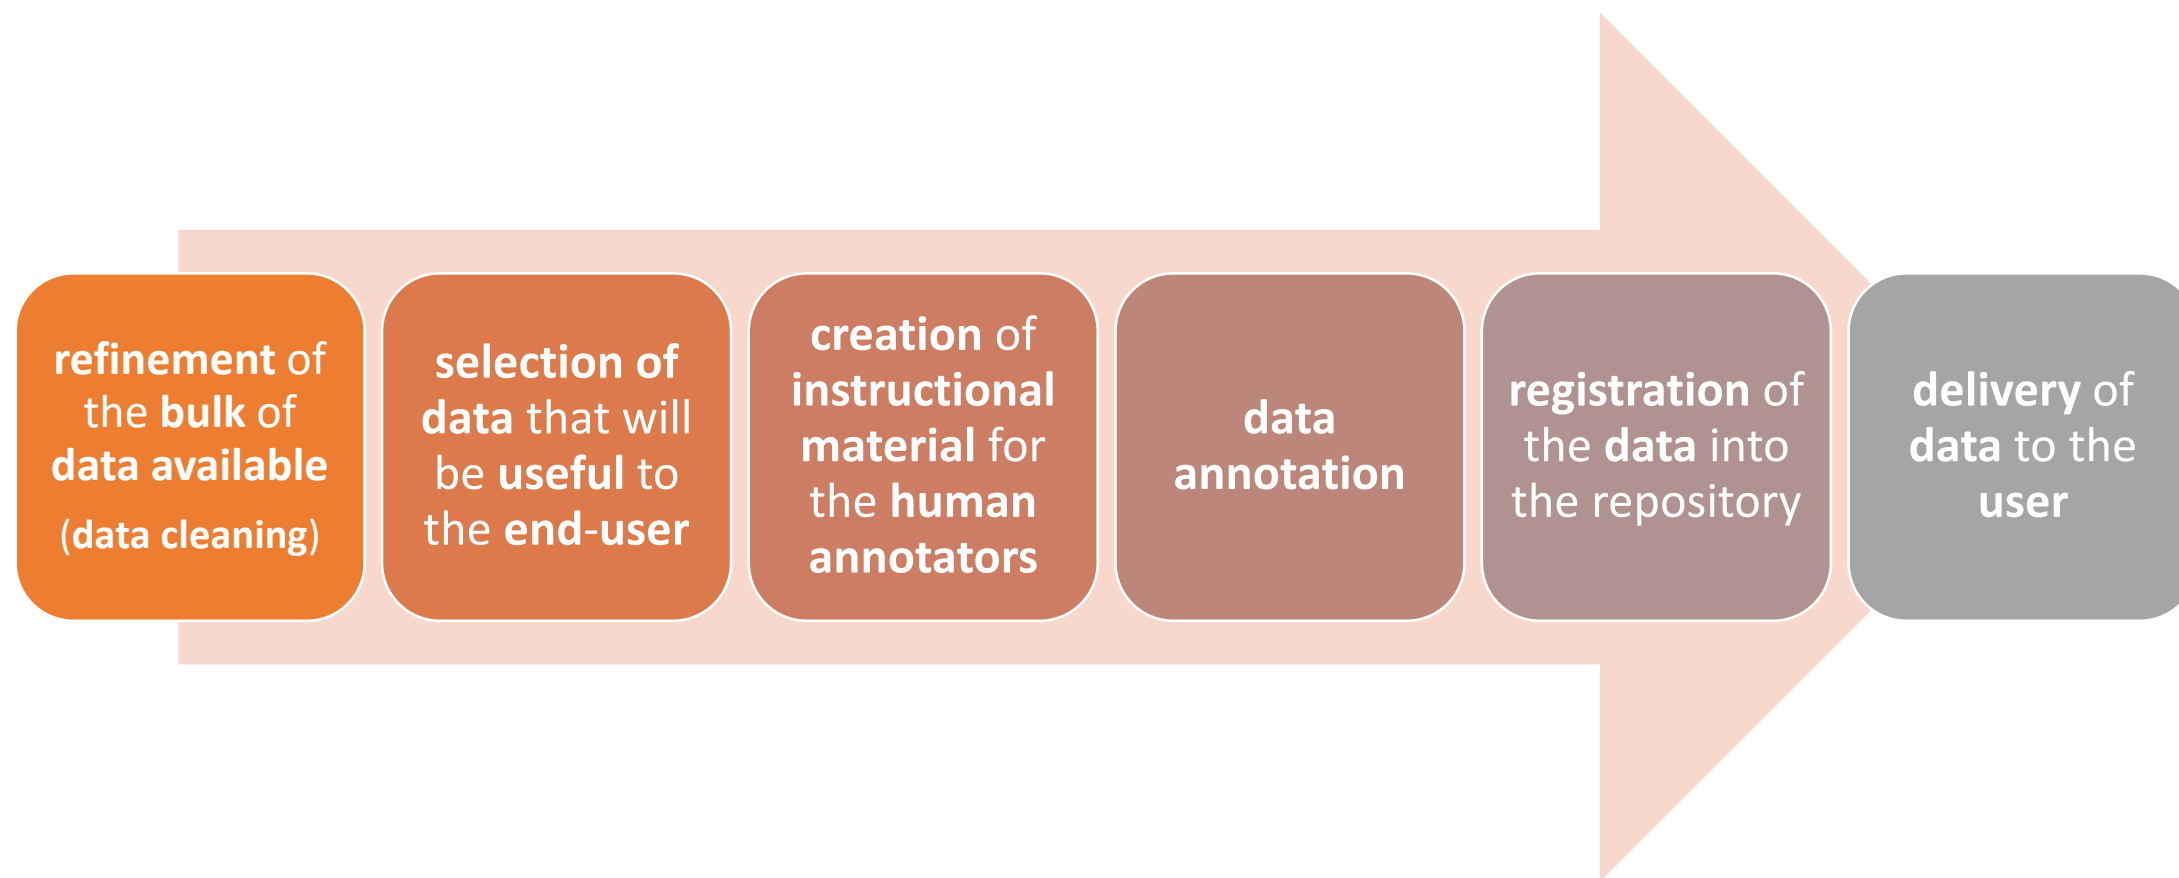 refinement of
the bulk of
data available
(data cleaning)
selection of
data that will
be useful to
the end-user
creation of
instructional
material for
the human
annotators
data
annotation
registration of
the data into
the repository
delivery of
data to the
user